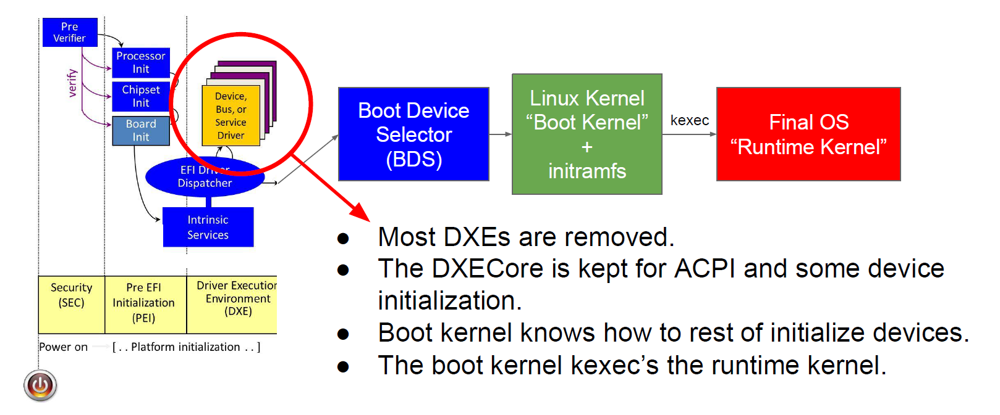 Pre
Verifier
verify
Processor
Init
Chipset
Init
Board
Init
Device,
Bus, or
Service
Driver
EFI Driver
Dispatcher
Intrinsic
Services
Boot Device
Selector
(BDS)
Linux Kernel
“Boot Kernel”
+
initramfs
kexec
Final OS
“Runtime Kernel”
● Most DXEs are removed.
● The DXECore is kept for ACPI and some device
initialization.
● Boot kernel knows how to rest of initialize devices.
● The boot kernel kexec’s the runtime kernel.
Security
(SEC)
Pre EFI
Initialization
(PEI)
Driver Execution
Environment
(DXE)
Power on
[ . . Platform initialization . . ]